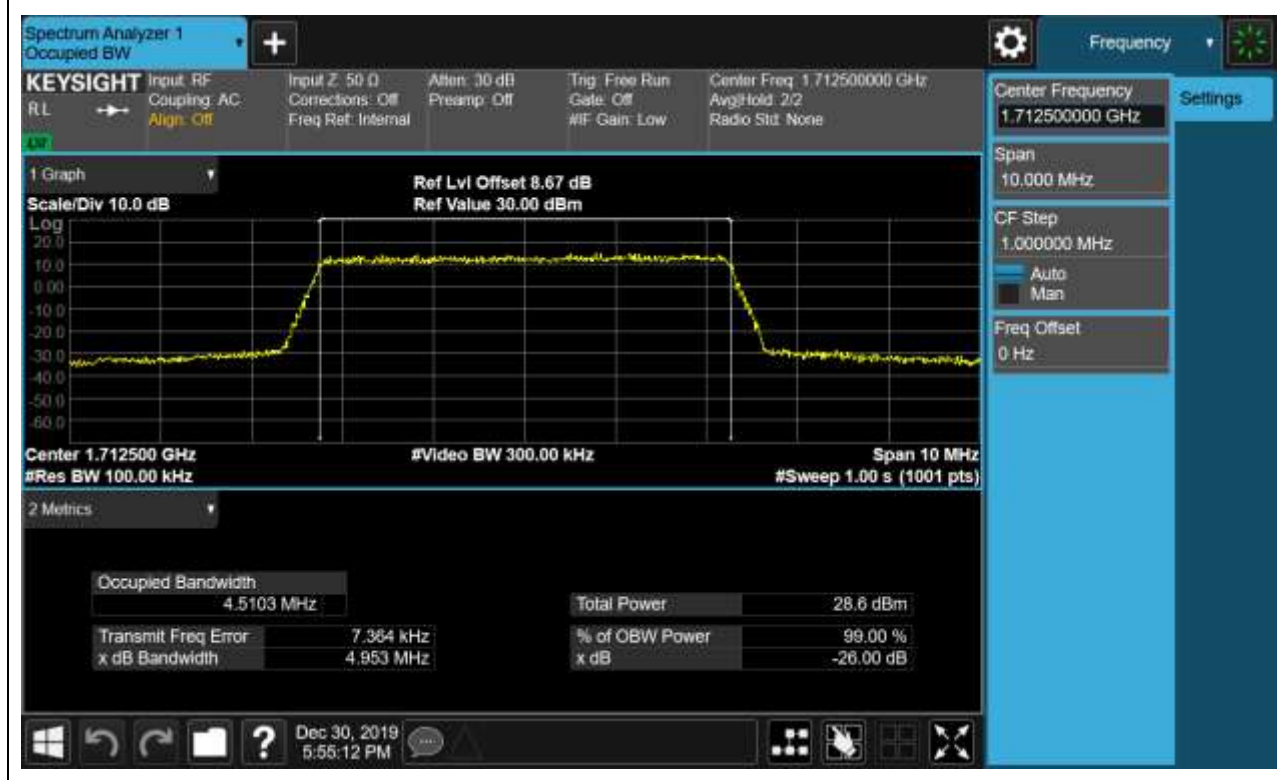 Spectrum Analyzer 1
Occupied BW
Frequency
KEYSIGHT
RL
LXI
Input: RF
Coupling: AC
Align: Off
Input Z: 50 Ω
Corrections: Off
Freq Ref: Internal
Atten: 30 dB
Preamp: Off
Trig: Free Run
Gate: Off
#IF Gain: Low
Center Freq: 1.712500000 GHz
Avg|Hold: 2/2
Radio Std: None
Center Frequency
1.712500000 GHz
Settings
Span
10.000 MHz
CF Step
1.000000 MHz
Auto
Man
Freq Offset
0 Hz
1 Graph
Scale/Div 10.0 dB
Ref Lvl Offset 8.67 dB
Ref Value 30.00 dBm
Log
20.0
10.0
0.00
-10.0
-20.0
-30.0
-40.0
-50.0
-60.0
Center 1.712500 GHz
#Video BW 300.00 kHz
Span 10 MHz
#Res BW 100.00 kHz
#Sweep 1.00 s (1001 pts)
2 Metrics
Occupied Bandwidth
4.5103 MHz
Total Power 28.6 dBm
Transmit Freq Error 7.364 kHz
% of OBW Power 99.00 %
x dB Bandwidth 4.953 MHz
x dB -26.00 dB
?
Dec 30, 2019
5:55:12 PM